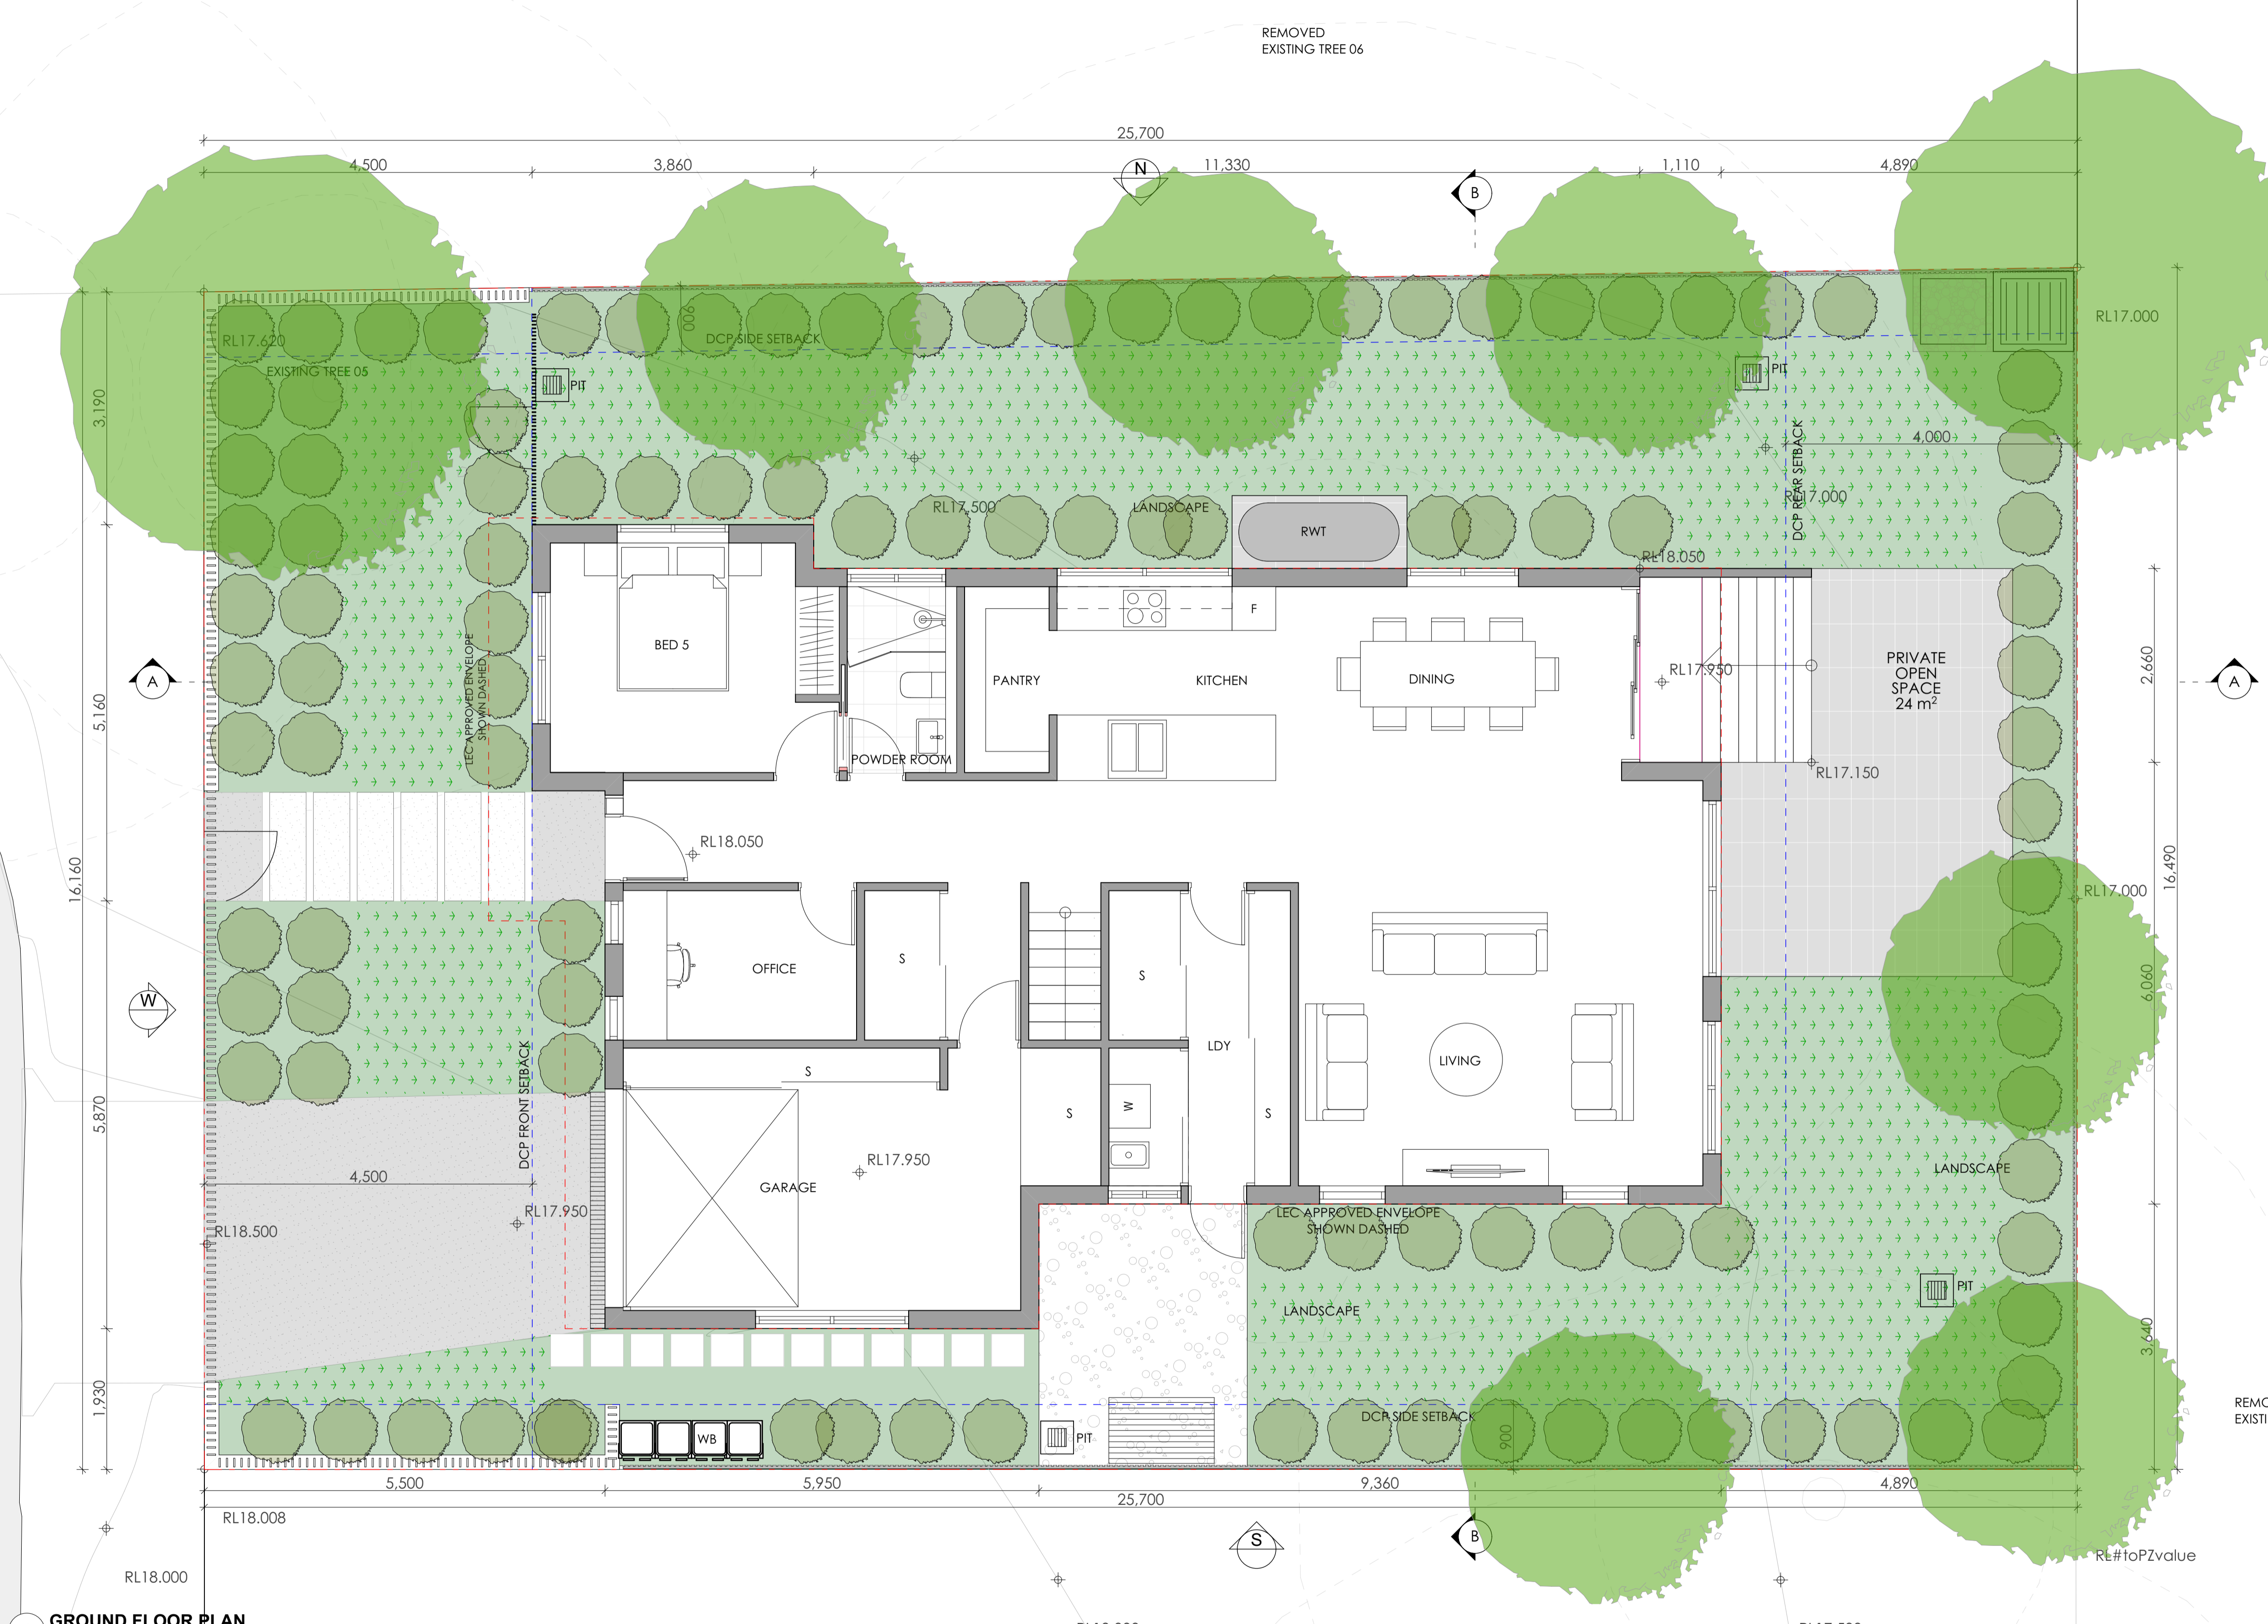 REMOVED
EXISTING TREE 06
25,700
4,500
3,860
N
11,330
B
1,110
4,890
RL17.620
EXISTING TREE 05
900
DCP SIDE SETBACK
RL17.000
PIT
PIT
3,190
DCP REAR SETBACK
4,000
RL17.000
RL17.500
LANDSCAPE
RWT
RL18.050
F
BED 5
PANTRY
KITCHEN
DINING
RL17.950
PRIVATE
OPEN
SPACE
24 m²
2,660
A
A
5,160
LEC APPROVED ENVELOPE
SHOWN DASHED
POWDER ROOM
RL17.150
RL18.050
16,160
16,490
RL17.000
OFFICE
S
S
6,060
W
LDY
LIVING
S
S
S
W
DCP FRONT SETBACK
5,870
4,500
GARAGE
RL17.950
LANDSCAPE
RL17.950
RL18.500
LEC APPROVED ENVELOPE
SHOWN DASHED
PIT
LANDSCAPE
3,640
1,930
DCP SIDE SETBACK
900
WB
PIT
REMO
EXISTI
5,500
5,950
9,360
4,890
25,700
RL18.008
S
B
RL#toPZvalue
RL18.000
GROUND FLOOR PLAN